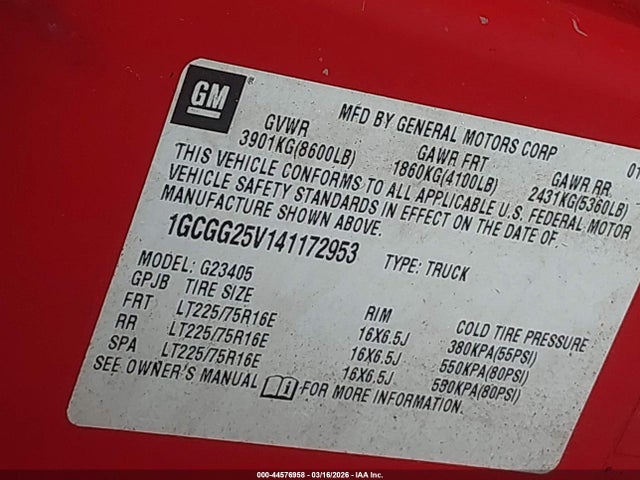 GM
MFD BY GENERAL MOTORS CORP
01
GVWR GAWR FRT GAWR RR
3901KG(8600LB) 1860KG(4100LB) 2431KG(5360LB)
THIS VEHICLE CONFORMS TO ALL APPLICABLE U.S. FEDERAL MOTOR
VEHICLE SAFETY STANDARDS IN EFFECT ON THE DATE OF
MANUFACTURE SHOWN ABOVE.
1GCGG25V141172953 TYPE: TRUCK
MODEL: G23405
GPJB TIRE SIZE RIM COLD TIRE PRESSURE
FRT LT225/75R16E 16X6.5J 380KPA(55PSI)
RR LT225/75R16E 16X6.5J 550KPA(80PSI)
SPA LT225/75R16E 16X6.5J 550KPA(80PSI)
SEE OWNER'S MANUAL FOR MORE INFORMATION.
000-44576958 - 03/16/2026 - IAA Inc.